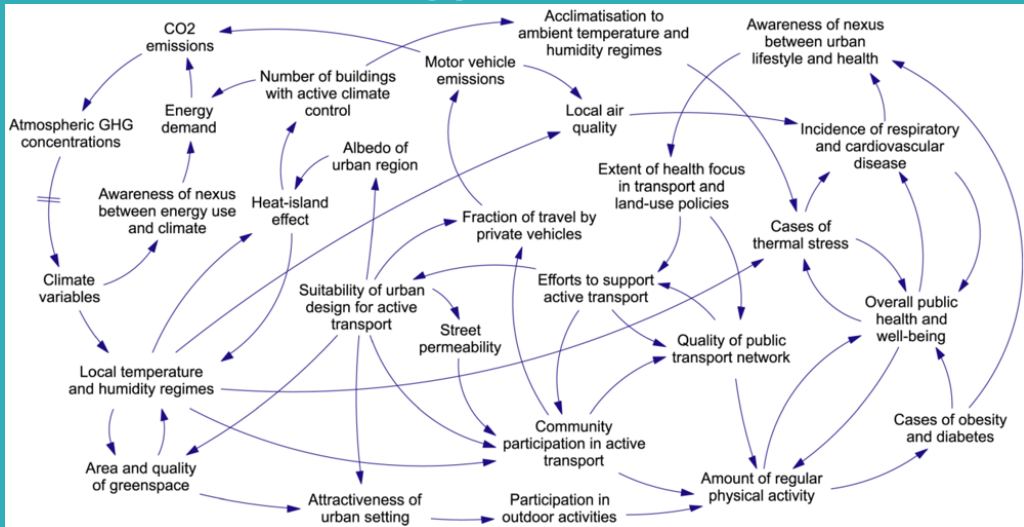 CO2
emissions
Acclimatisation to
ambient temperature and
humidity regimes
Awareness of nexus
between urban
lifestyle and health
Motor vehicle
emissions
Number of buildings
with active climate
control
Atmospheric GHG
concentrations
Energy
demand
Local air
quality
Incidence of respiratory
and cardiovascular
disease
Albedo of
urban region
Awareness of nexus
between energy use
and climate
Heat-island
effect
Extent of health focus
in transport and
land-use policies
Fraction of travel by
private vehicles
Cases of
thermal stress
Climate
variables
Suitability of urban
design for active
transport
Efforts to support
active transport
Overall public
health and
well-being
Street
permeability
Quality of public
transport network
Local temperature
and humidity regimes
Community
participation in active
transport
Cases of obesity
and diabetes
Area and quality
of greenspace
Attractiveness of
urban setting
Participation in
outdoor activities
Amount of regular
physical activity